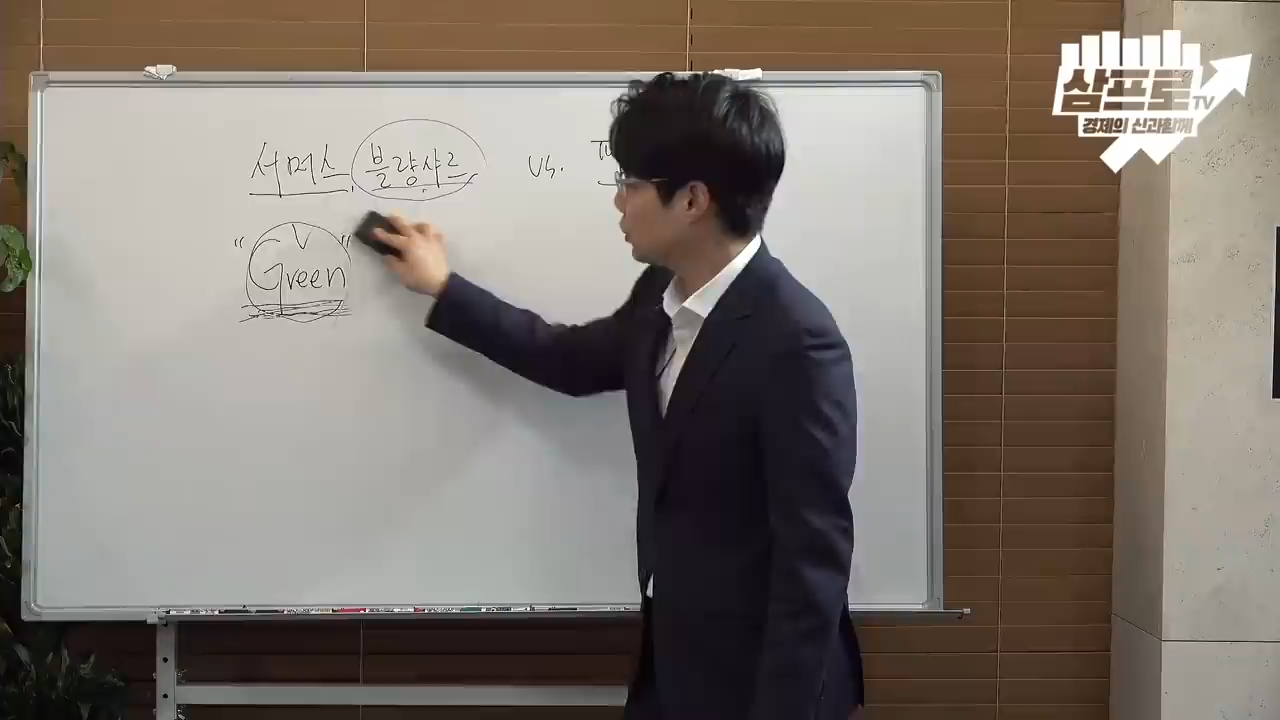 서머스, 블량샤르 vs.
"Green"
삼프로TV
경제의 신과함께